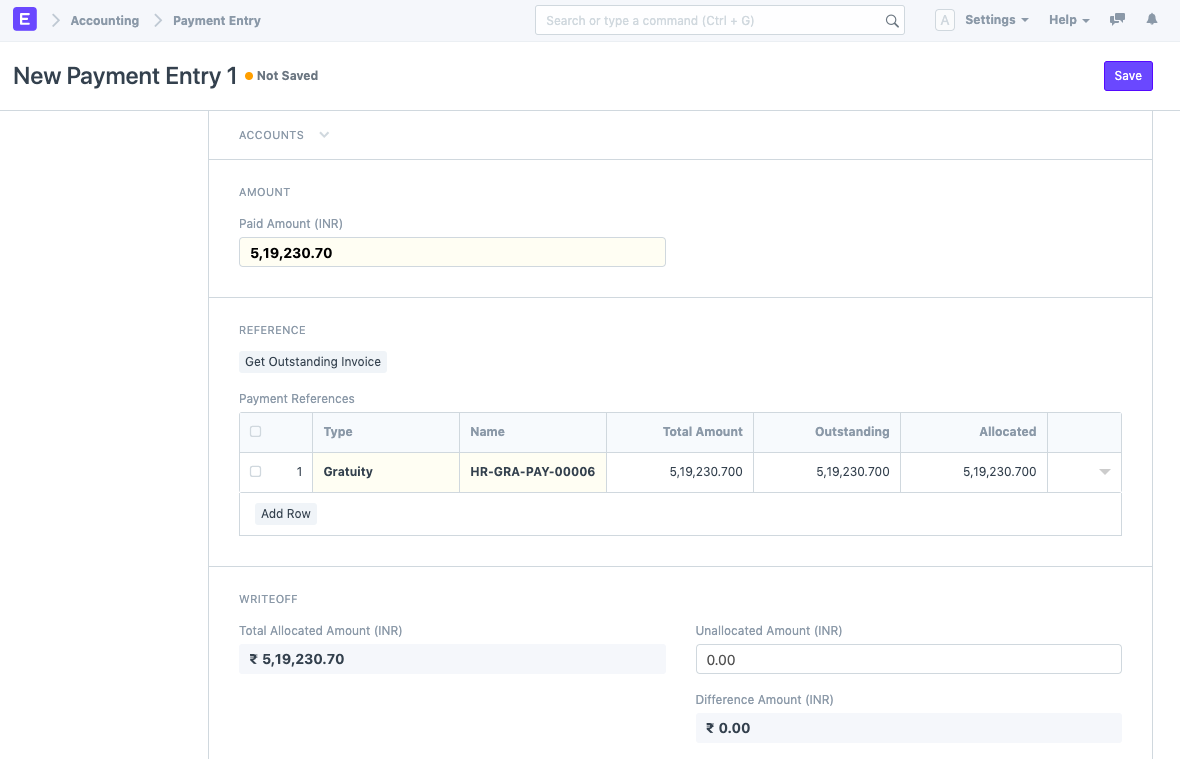 E Accounting Payment Entry Search or type a command (Ctrl + G) A Settings Help
New Payment Entry 1 Not Saved Save
ACCOUNTS
AMOUNT
Paid Amount (INR)
5,19,230.70
REFERENCE
Get Outstanding Invoice
Payment References
Type Name Total Amount Outstanding Allocated
1 Gratuity HR-GRA-PAY-00006 5,19,230.700 5,19,230.700 5,19,230.700
Add Row
WRITEOFF
Total Allocated Amount (INR) Unallocated Amount (INR)
₹ 5,19,230.70 0.00
Difference Amount (INR)
₹ 0.00